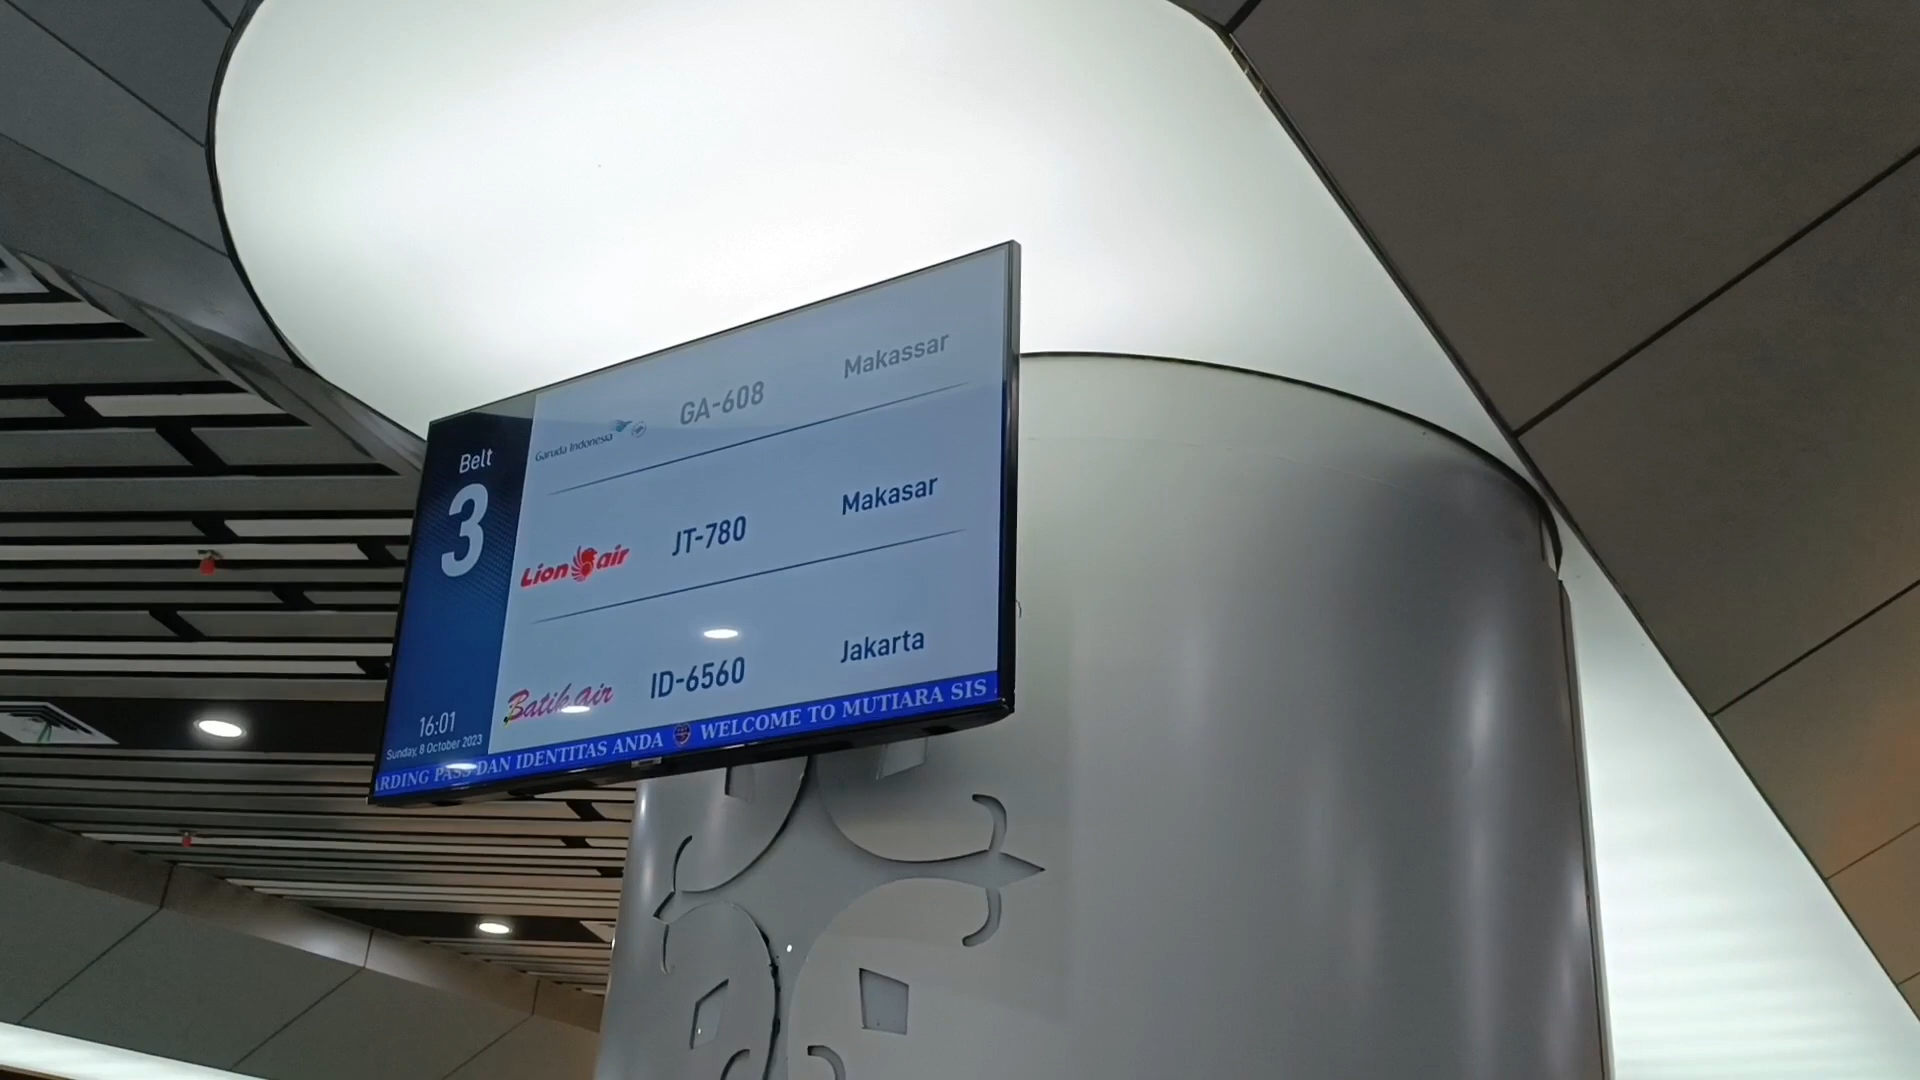 Belt
3
16:01
Sunday, 8 October 2023
Garuda Indonesia GA-608 Makassar
Lion air JT-780 Makasar
Batik air ID-6560 Jakarta
ARDING PASS DAN IDENTITAS ANDA WELCOME TO MUTIARA SIS